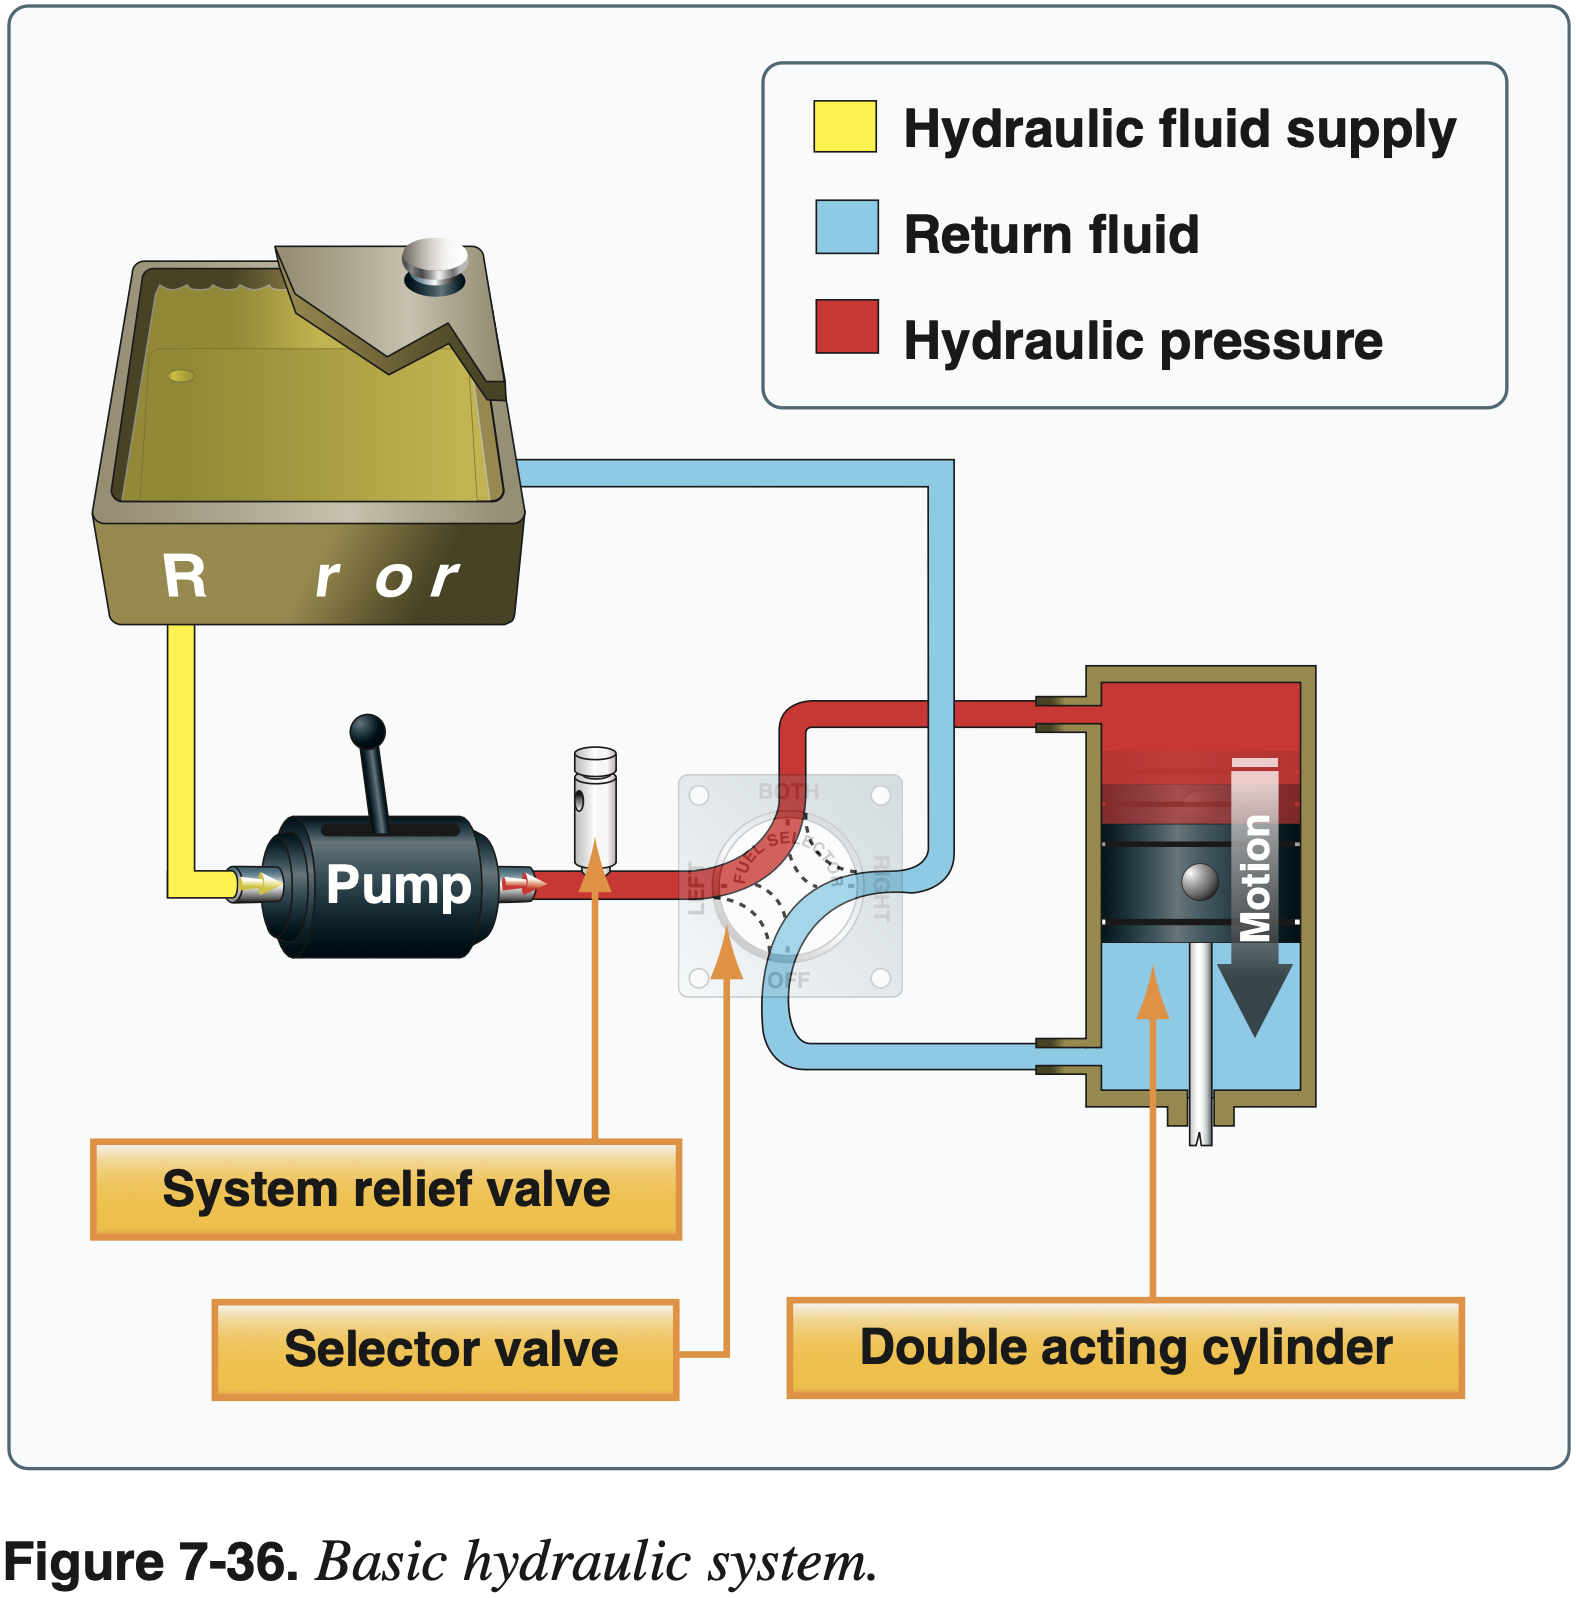 Hydraulic fluid supply
Return fluid
Hydraulic pressure
R r o r
Pump
BOTH
FUEL SELECTOR
LEFT
RIGHT
OFF
Motion
System relief valve
Selector valve
Double acting cylinder
Figure 7-36. Basic hydraulic system.